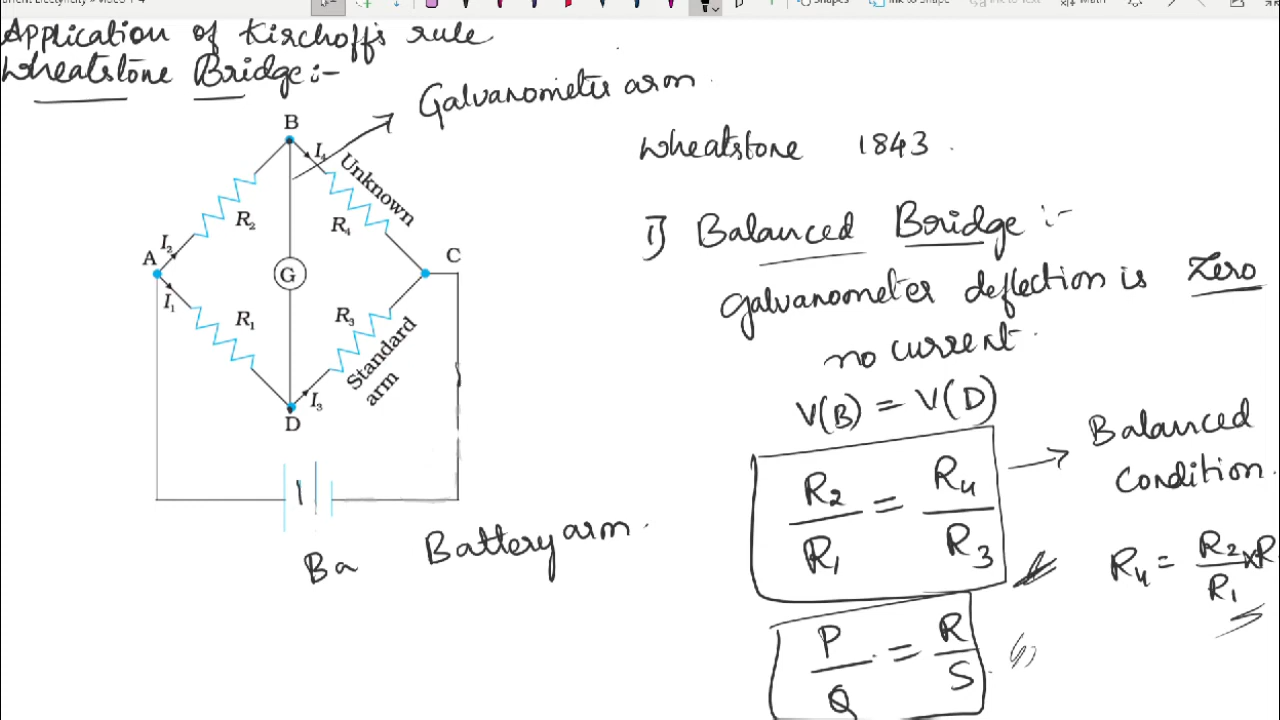 Application of Kirchoff's rule
Wheatstone Bridge:-
Galvanometer arm.
B
I₄
Unknown
R₂
R₄
I₂
A
C
G
I₁
R₁
R₃
Standard
arm
I₃
D
Ba
Battery arm.
Wheatstone 1843.
1) Balanced Bridge :-
galvanometer deflection is Zero
no current.
V(B) = V(D)
R₂/R₁ = R₄/R₃
→ Balanced
Condition.
R₄ = R₂/R₁ × R
P/Q = R/S